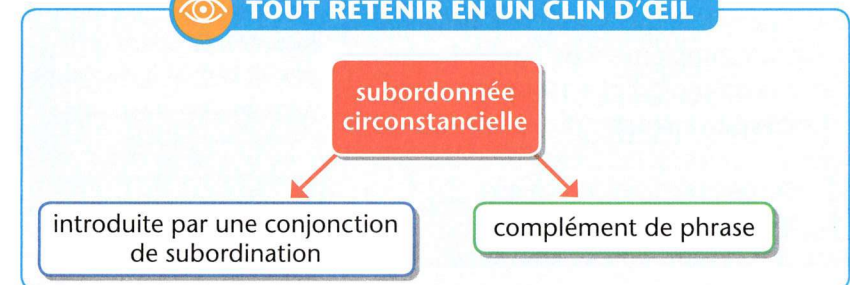 TOUT RETENIR EN UN CLIN D'ŒIL
subordonnée
circonstancielle
introduite par une conjonction
de subordination
complément de phrase